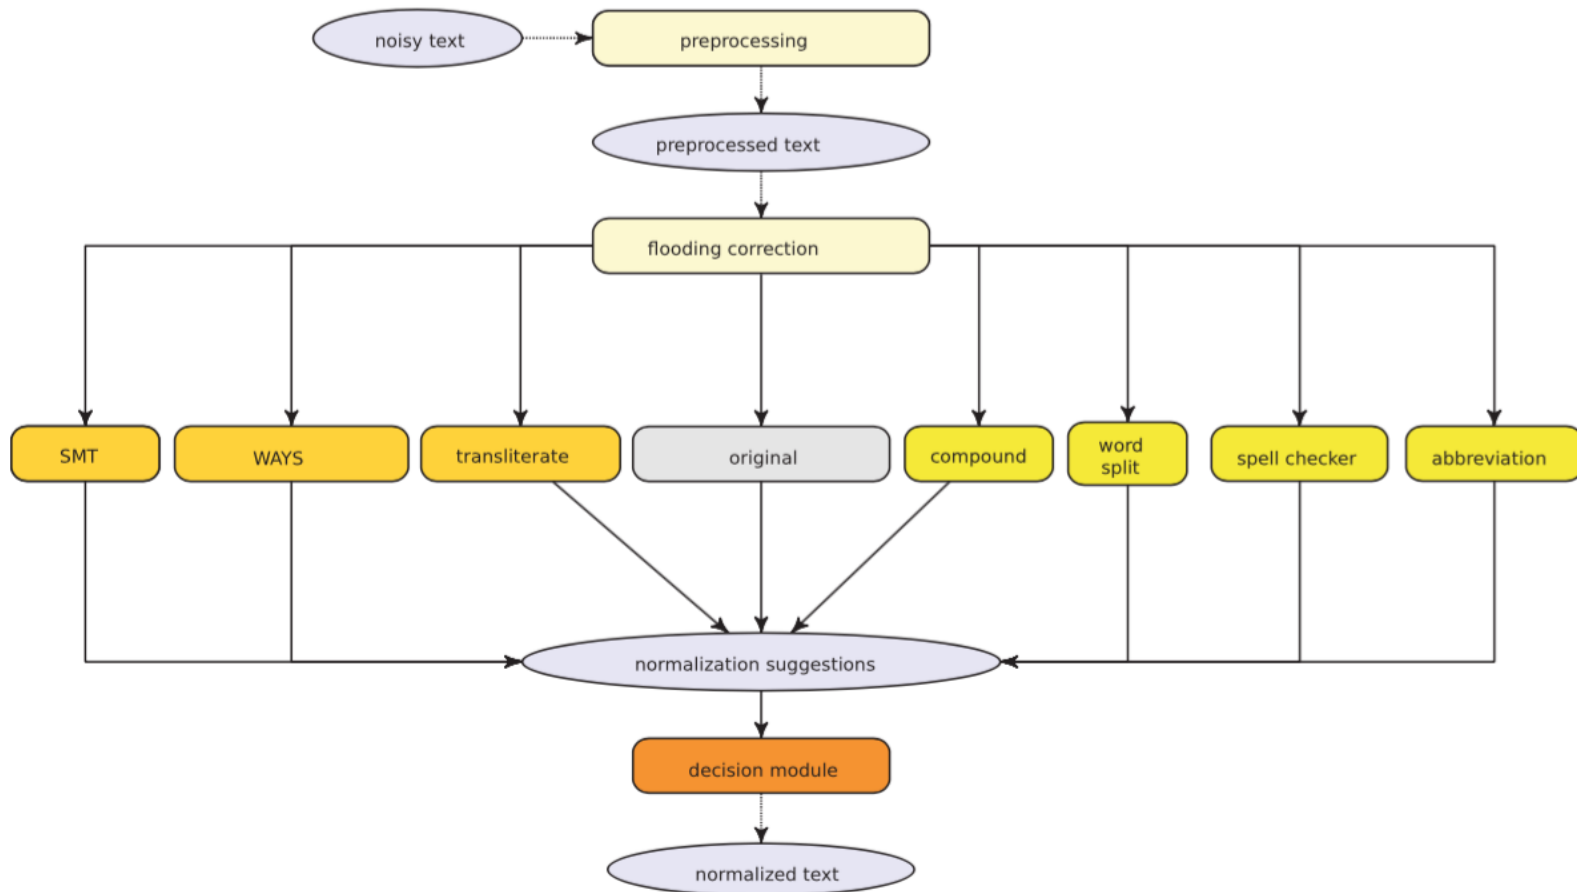 noisy text
preprocessing
preprocessed text
flooding correction
SMT
WAYS
transliterate
original
compound
word
split
spell checker
abbreviation
normalization suggestions
decision module
normalized text